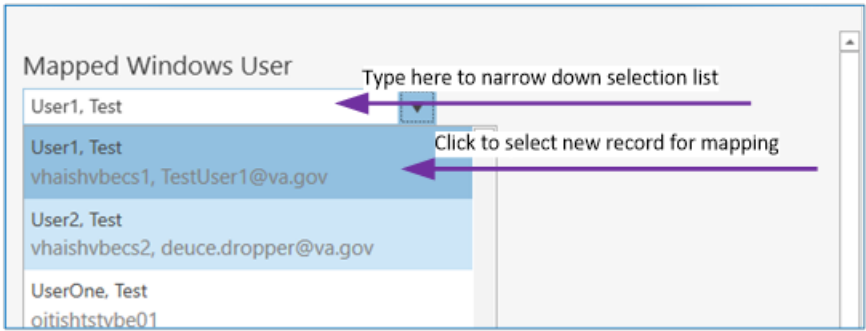 Mapped Windows User
Type here to narrow down selection list
User1, Test
User1, Test
Click to select new record for mapping
vhaishvbecs1, TestUser1@va.gov
User2, Test
vhaishvbecs2, deuce.dropper@va.gov
UserOne, Test
oitishtstvbe01